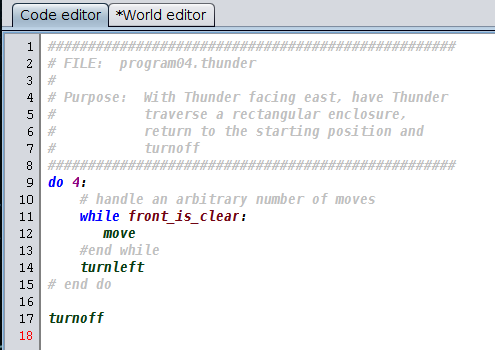 Code editor *World editor
1 ####################################################
2 # FILE:  program04.thunder
3 #
4 # Purpose:  With Thunder facing east, have Thunder
5 #           traverse a rectangular enclosure,
6 #           return to the starting position and
7 #           turnoff
8 ####################################################
9 do 4:
10     # handle an arbitrary number of moves
11     while front_is_clear:
12        move
13     #end while
14     turnleft
15 # end do
16
17 turnoff
18